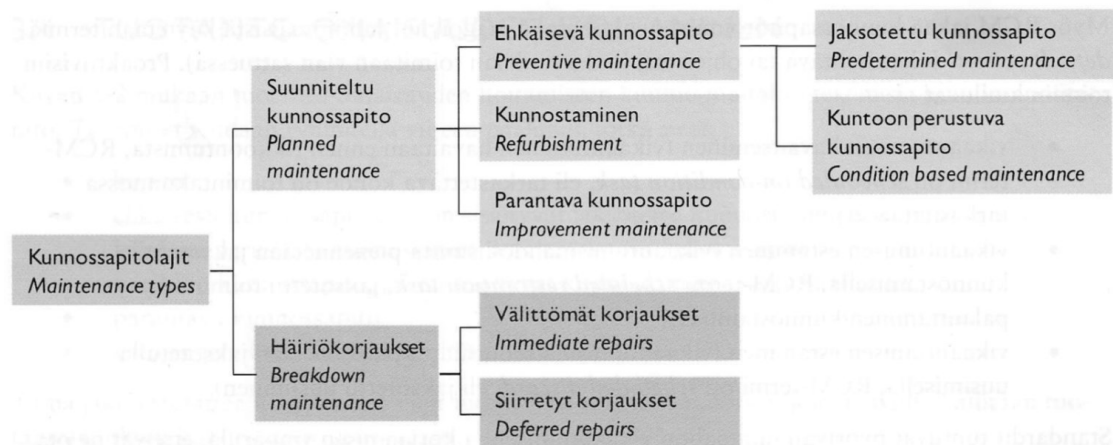 Ehkäisevä kunnossapito
Preventive maintenance
Jaksotettu kunnossapito
Predetermined maintenance
Suunniteltu
kunnossapito
Planned
maintenance
Kunnostaminen
Refurbishment
Kuntoon perustuva
kunnossapito
Condition based maintenance
Parantava kunnossapito
Improvement maintenance
Kunnossapitolajit
Maintenance types
Häiriökorjaukset
Breakdown
maintenance
Välittömät korjaukset
Immediate repairs
Siirretyt korjaukset
Deferred repairs